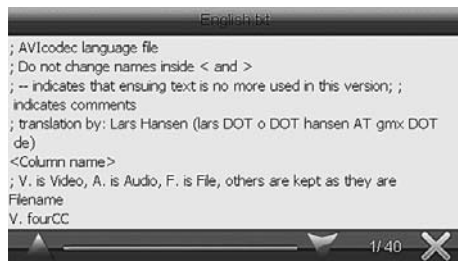 English.txt
; AVIcodec language file
; Do not change names inside < and >
; -- indicates that ensuing text is no more used in this version; ;
indicates comments
; translation by: Lars Hansen (lars DOT o DOT hansen AT gmx DOT
de)
<Column name>
; V. is Video, A. is Audio, F. is File, others are kept as they are
Filename
V. fourCC
1/40